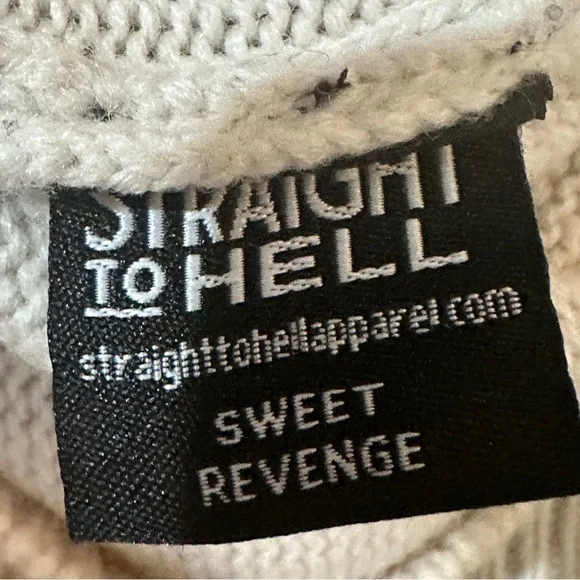 STRAIGHT
TO HELL
straighttohellapparel.com
SWEET
REVENGE